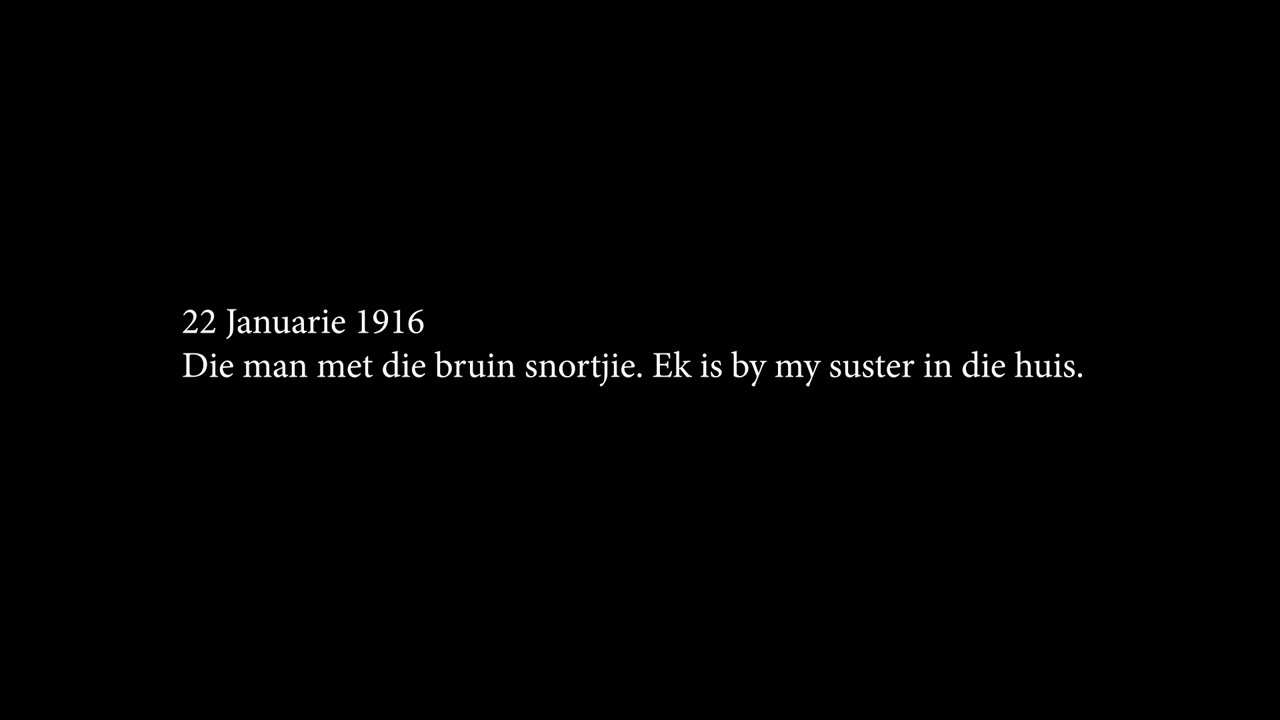 22 Januarie 1916
Die man met die bruin snortjie. Ek is by my suster in die huis.